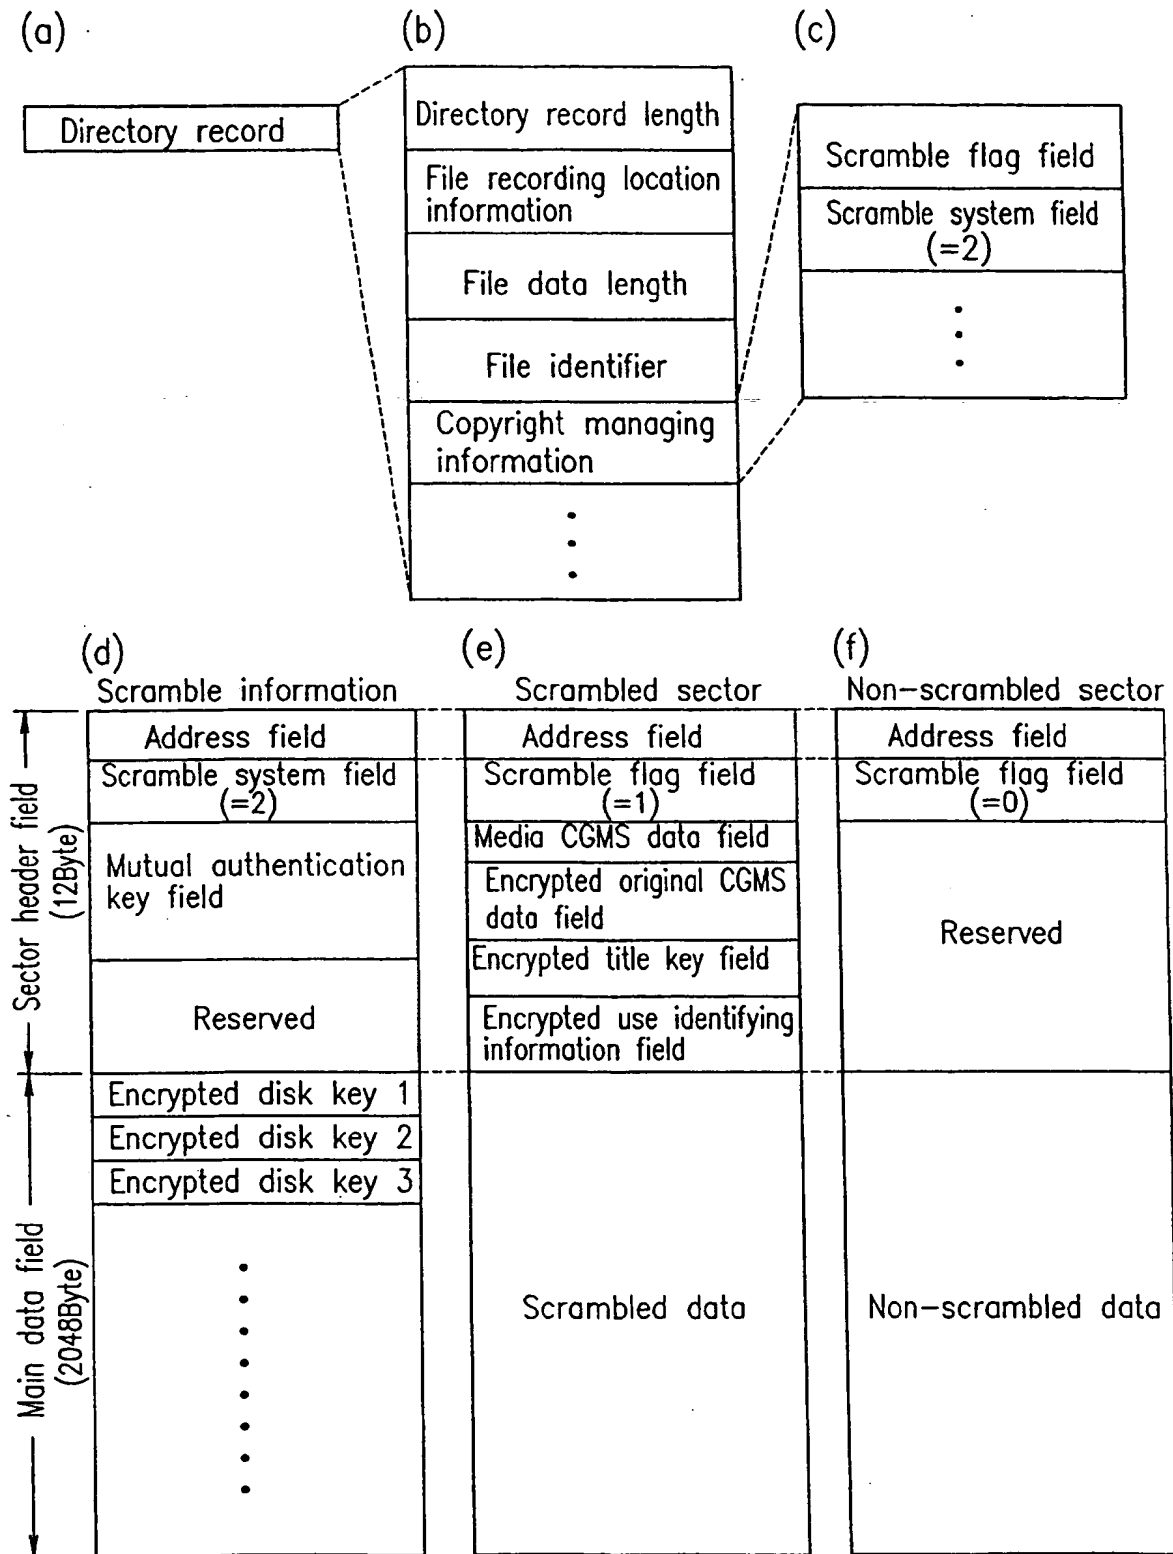 (a)
(b)
(c)
Directory record
Directory record length
File recording location
information
File data length
File identifier
Copyright managing
information
Scramble flag field
Scramble system field
(=2)
(d)
Scramble information
(e)
Scrambled sector
(f)
Non-scrambled sector
Sector header field
(12Byte)
Main data field
(2048Byte)
Address field
Scramble system field
(=2)
Mutual authentication
key field
Reserved
Encrypted disk key 1
Encrypted disk key 2
Encrypted disk key 3
Address field
Scramble flag field
(=1)
Media CGMS data field
Encrypted original CGMS
data field
Encrypted title key field
Encrypted use identifying
information field
Scrambled data
Address field
Scramble flag field
(=0)
Reserved
Non-scrambled data